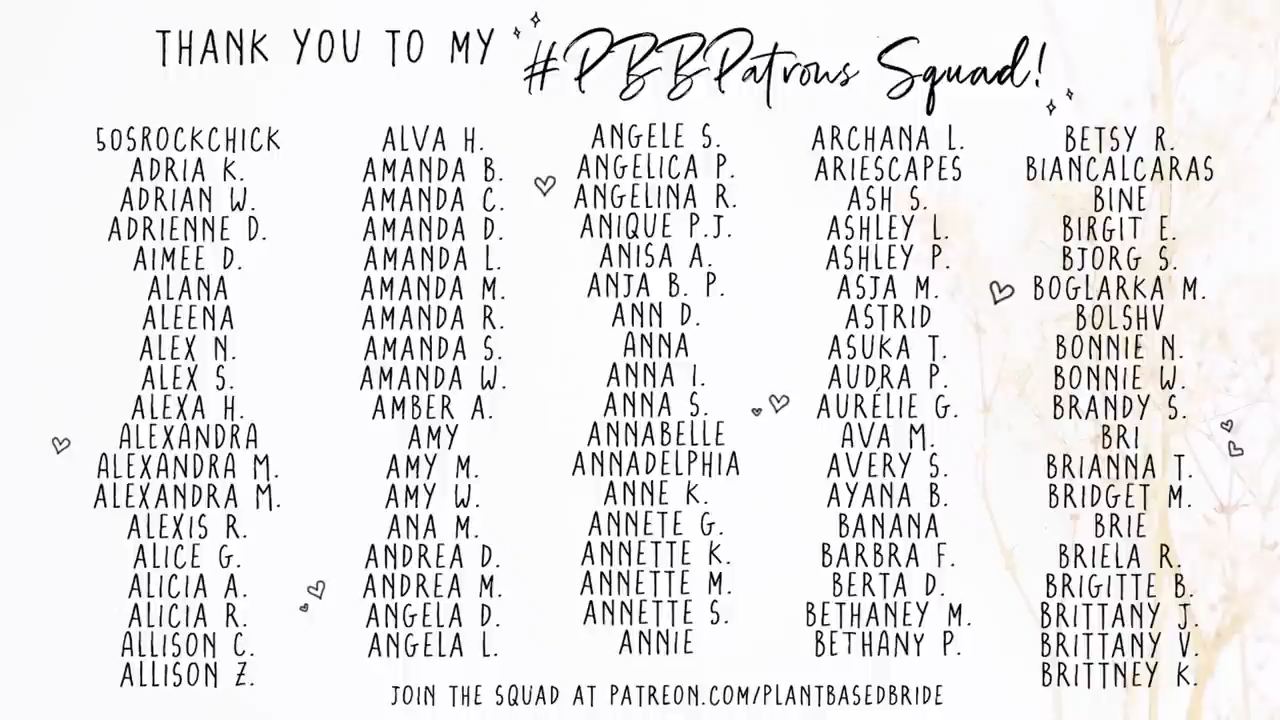 THANK YOU TO MY #PBBPatrons Squad!
50SROCKCHICK
ADRIA K.
ADRIAN W.
ADRIENNE D.
AIMEE D.
ALANA
ALEENA
ALEX N.
ALEX S.
ALEXA H.
ALEXANDRA
ALEXANDRA M.
ALEXANDRA M.
ALEXIS R.
ALICE G.
ALICIA A.
ALICIA R.
ALLISON C.
ALLISON Z.
ALVA H.
AMANDA B.
AMANDA C.
AMANDA D.
AMANDA L.
AMANDA M.
AMANDA R.
AMANDA S.
AMANDA W.
AMBER A.
AMY
AMY M.
AMY W.
ANA M.
ANDREA D.
ANDREA M.
ANGELA D.
ANGELA L.
ANGELE S.
ANGELICA P.
ANGELINA R.
ANIQUE P.J.
ANISA A.
ANJA B. P.
ANN D.
ANNA
ANNA I.
ANNA S.
ANNABELLE
ANNADELPHIA
ANNE K.
ANNETE G.
ANNETTE K.
ANNETTE M.
ANNETTE S.
ANNIE
ARCHANA L.
ARIESCAPES
ASH S.
ASHLEY L.
ASHLEY P.
ASJA M.
ASTRID
ASUKA T.
AUDRA P.
AURÉLIE G.
AVA M.
AVERY S.
AYANA B.
BANANA
BARBRA F.
BERTA D.
BETHANEY M.
BETHANY P.
BETSY R.
BIANCALCARAS
BINE
BIRGIT E.
BJORG S.
BOGLARKA M.
BOLSHV
BONNIE N.
BONNIE W.
BRANDY S.
BRI
BRIANNA T.
BRIDGET M.
BRIE
BRIELA R.
BRIGITTE B.
BRITTANY J.
BRITTANY V.
BRITTNEY K.
JOIN THE SQUAD AT PATREON.COM/PLANTBASEDBRIDE